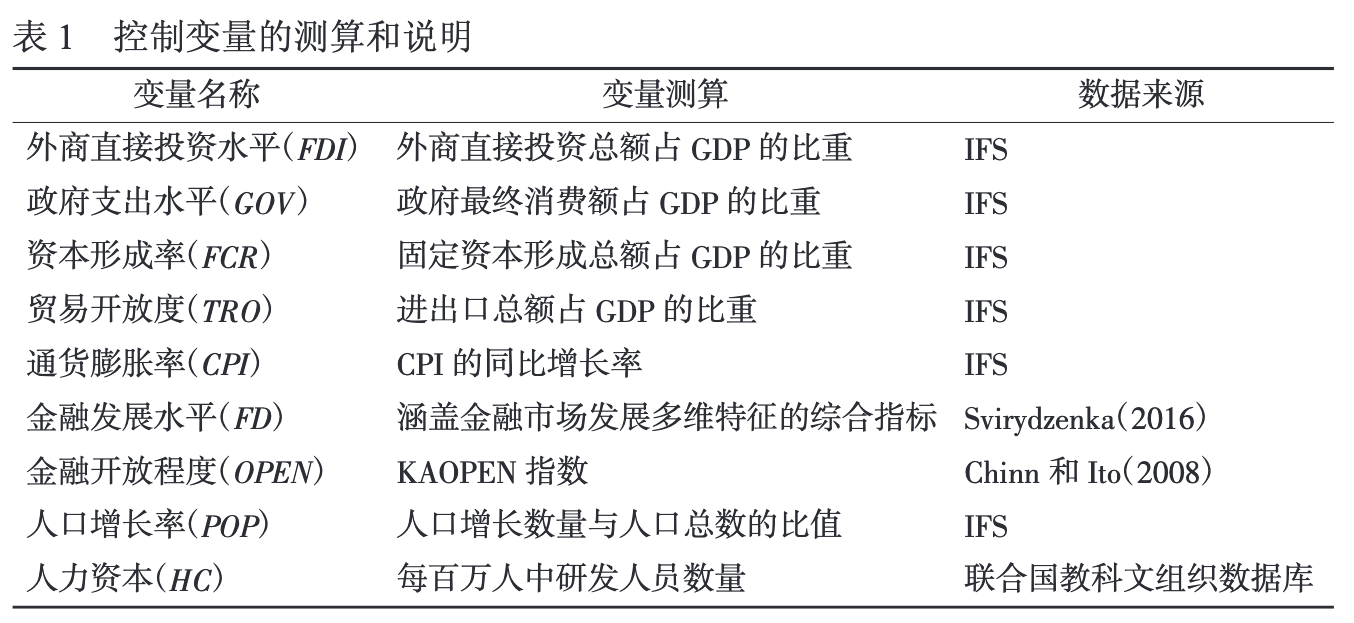 表 1 控制变量的测算和说明
变量名称 变量测算 数据来源
外商直接投资水平(FDI) 外商直接投资总额占 GDP 的比重 IFS
政府支出水平(GOV) 政府最终消费额占 GDP 的比重 IFS
资本形成率(FCR) 固定资本形成总额占 GDP 的比重 IFS
贸易开放度(TRO) 进出口总额占 GDP 的比重 IFS
通货膨胀率(CPI) CPI 的同比增长率 IFS
金融发展水平(FD) 涵盖金融市场发展多维特征的综合指标 Svirydzenka(2016)
金融开放程度(OPEN) KAOPEN 指数 Chinn 和 Ito(2008)
人口增长率(POP) 人口增长数量与人口总数的比值 IFS
人力资本(HC) 每百万人中研发人员数量 联合国教科文组织数据库